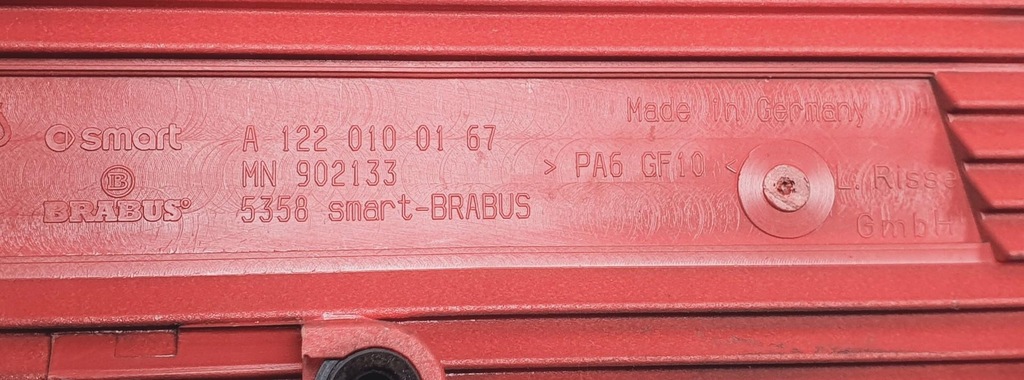 smart
B
BRABUS®
A 122 010 01 67
MN 902133
5358 smart-BRABUS
Made in Germany
> PA6 GF10 <
L. Risse
GmbH